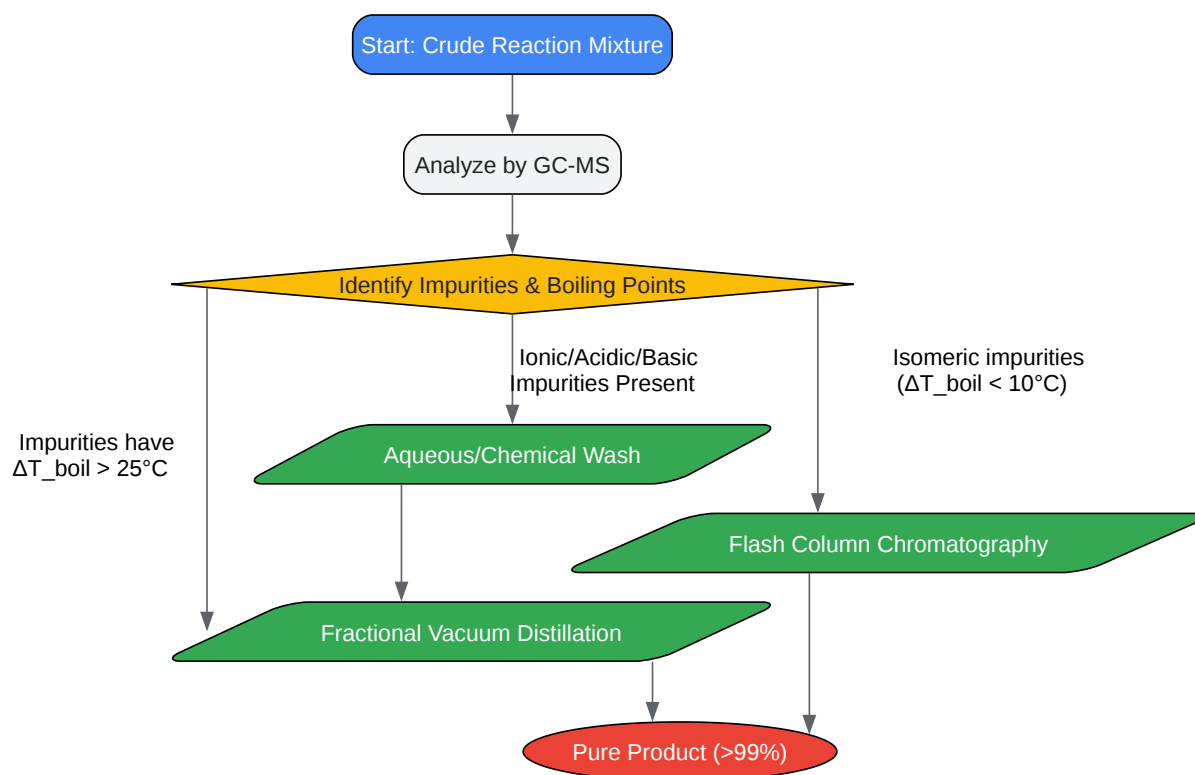 Start: Crude Reaction Mixture
Analyze by GC-MS
Identify Impurities & Boiling Points
Ionic/Acidic/Basic
Impurities Present
Isomeric impurities
(ΔT_boil < 10°C)
Impurities have
ΔT_boil > 25°C
Aqueous/Chemical Wash
Flash Column Chromatography
Fractional Vacuum Distillation
Pure Product (>99%)